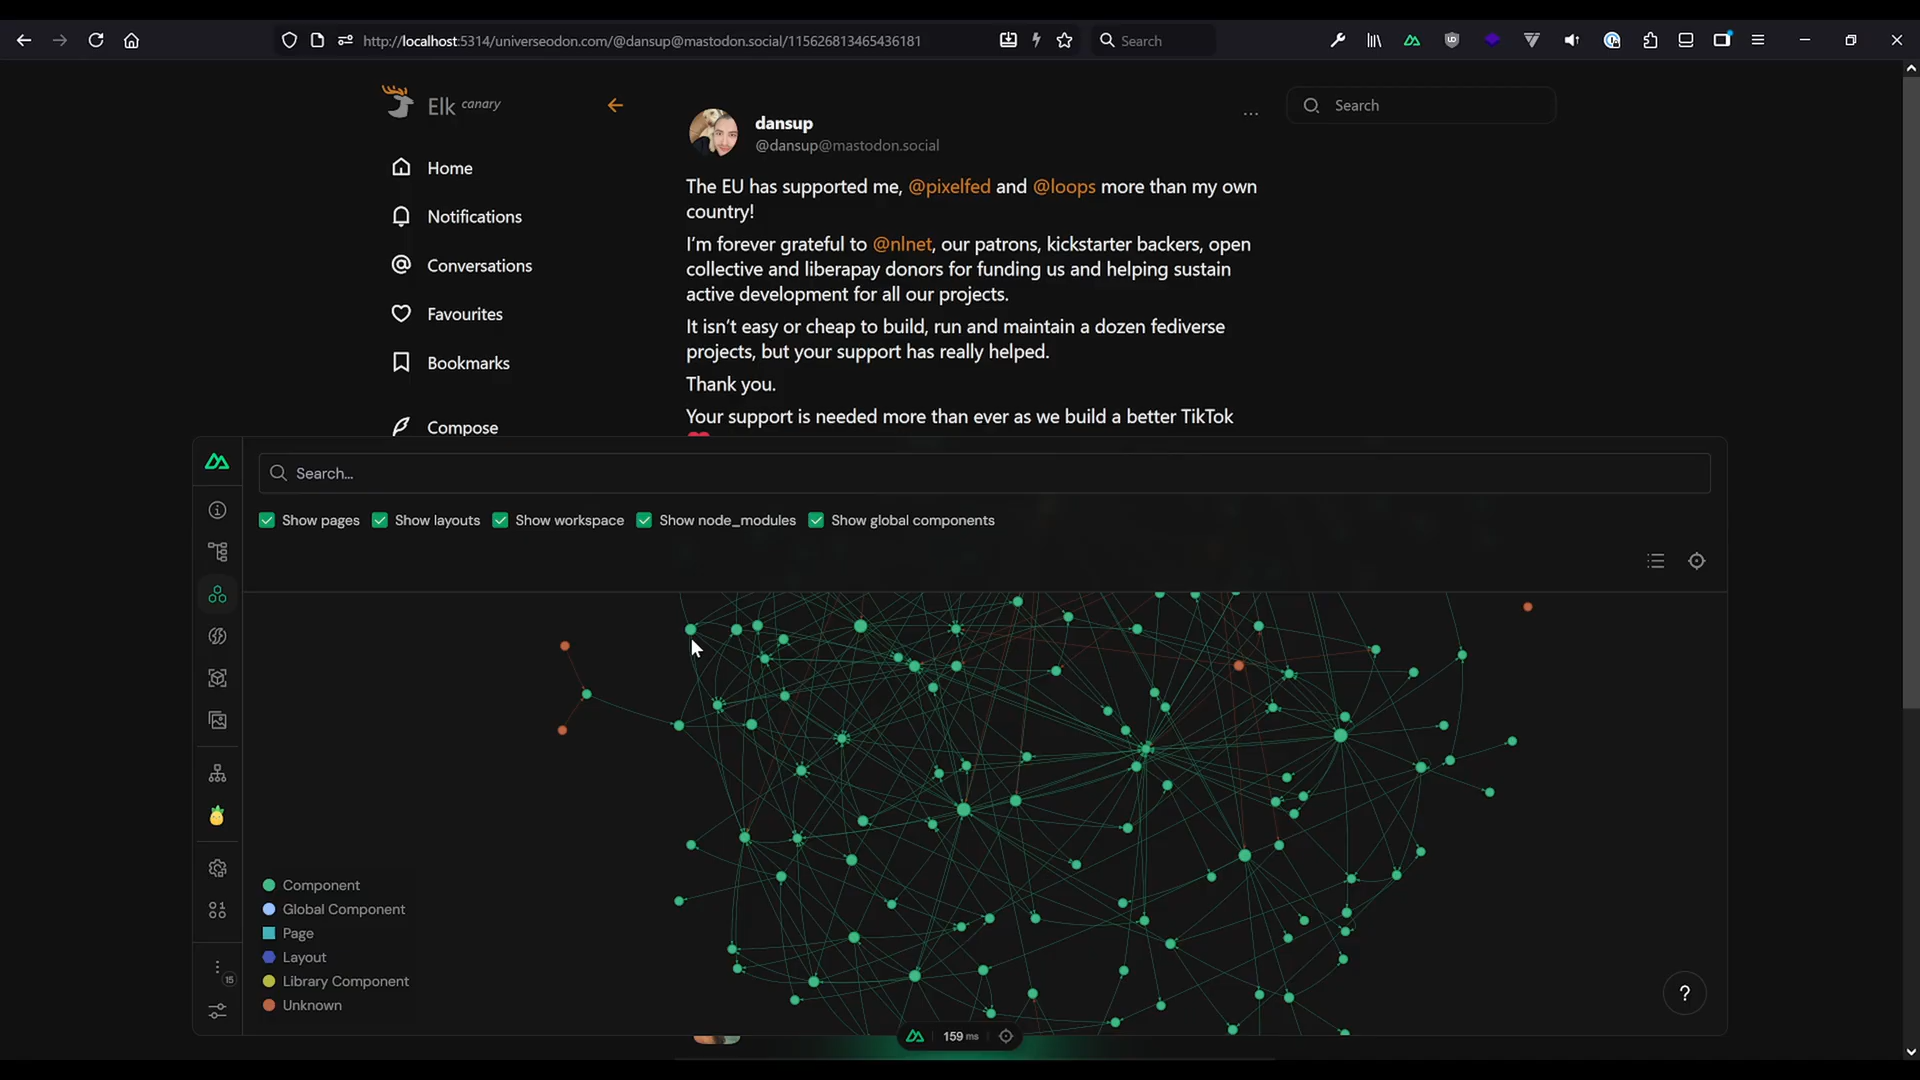 http://localhost:5314/universeodon.com/@dansup@mastodon.social/115626813465436181
Search
Elk canary
Home
Notifications
Conversations
Favourites
Bookmarks
Compose
dansup
@dansup@mastodon.social
...
Search
The EU has supported me, @pixelfed and @loops more than my own
country!
I'm forever grateful to @nlnet, our patrons, kickstarter backers, open
collective and liberapay donors for funding us and helping sustain
active development for all our projects.
It isn't easy or cheap to build, run and maintain a dozen fediverse
projects, but your support has really helped.
Thank you.
Your support is needed more than ever as we build a better TikTok
Search...
Show pages
Show layouts
Show workspace
Show node_modules
Show global components
Component
Global Component
Page
Layout
Library Component
Unknown
15
159 ms
?